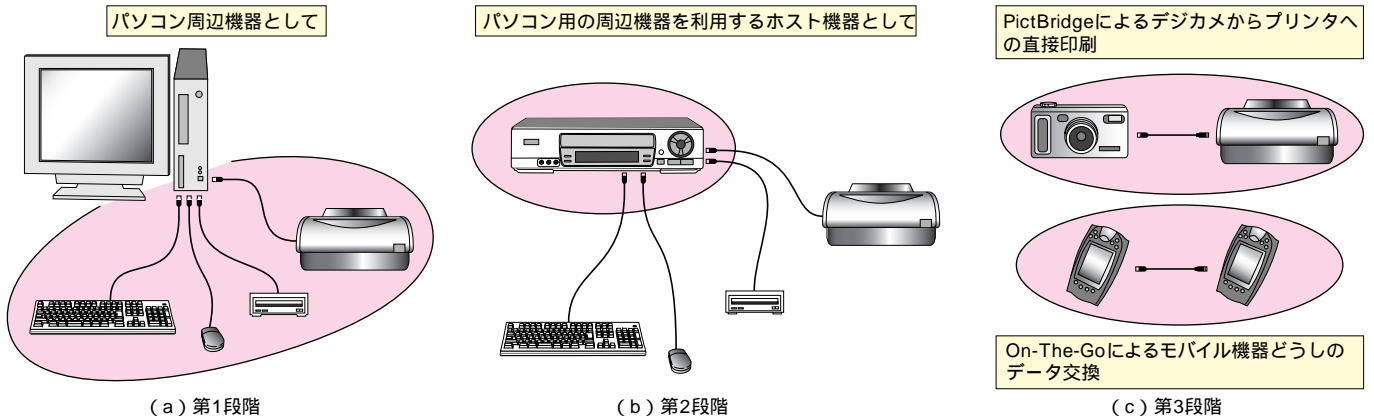 パソコン周辺機器として
パソコン用の周辺機器を利用するホスト機器として
PictBridgeによるデジカメからプリンタへ
の直接印刷
On-The-Goによるモバイル機器どうしの
データ交換
(a)第1段階
(b)第2段階
(c)第3段階